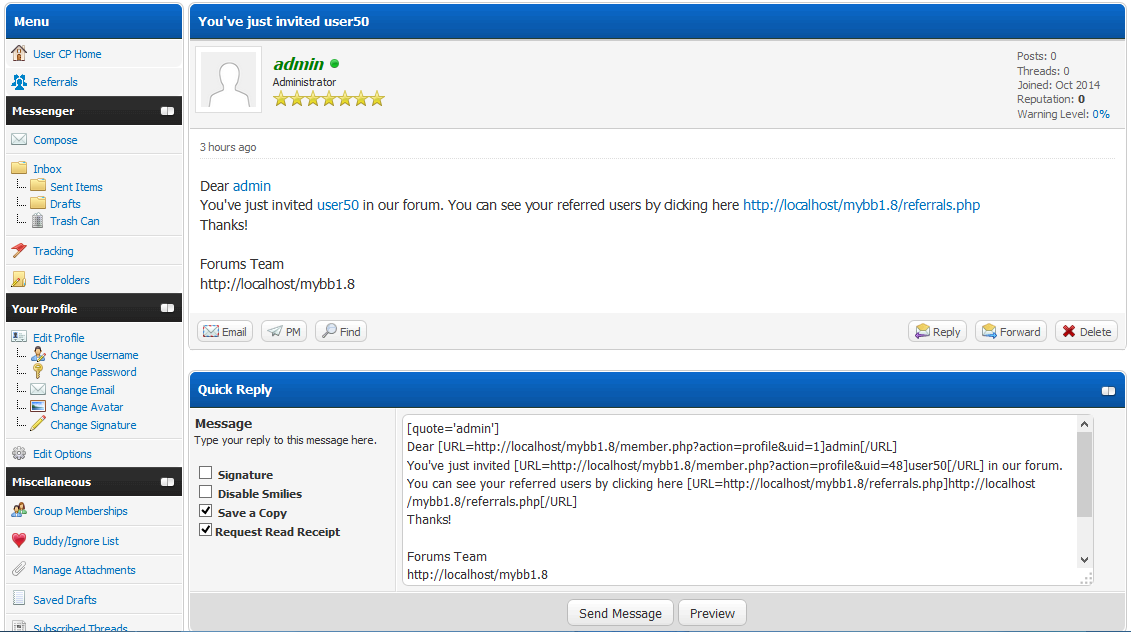 Menu
User CP Home
Referrals
Messenger
Compose
Inbox
Sent Items
Drafts
Trash Can
Tracking
Edit Folders
Your Profile
Edit Profile
Change Username
Change Password
Change Email
Change Avatar
Change Signature
Edit Options
Miscellaneous
Group Memberships
Buddy/Ignore List
Manage Attachments
Saved Drafts
Subscribed Threads
You've just invited user50
admin
Administrator
Posts: 0
Threads: 0
Joined: Oct 2014
Reputation: 0
Warning Level: 0%
3 hours ago
Dear admin
You've just invited user50 in our forum. You can see your referred users by clicking here http://localhost/mybb1.8/referrals.php
Thanks!
Forums Team
http://localhost/mybb1.8
Email PM Find Reply Forward Delete
Quick Reply
Message
Type your reply to this message here.
Signature
Disable Smilies
Save a Copy
Request Read Receipt
[quote='admin']
Dear [URL=http://localhost/mybb1.8/member.php?action=profile&uid=1]admin[/URL]
You've just invited [URL=http://localhost/mybb1.8/member.php?action=profile&uid=48]user50[/URL] in our forum.
You can see your referred users by clicking here [URL=http://localhost/mybb1.8/referrals.php]http://localhost
/mybb1.8/referrals.php[/URL]
Thanks!
Forums Team
http://localhost/mybb1.8
Send Message Preview